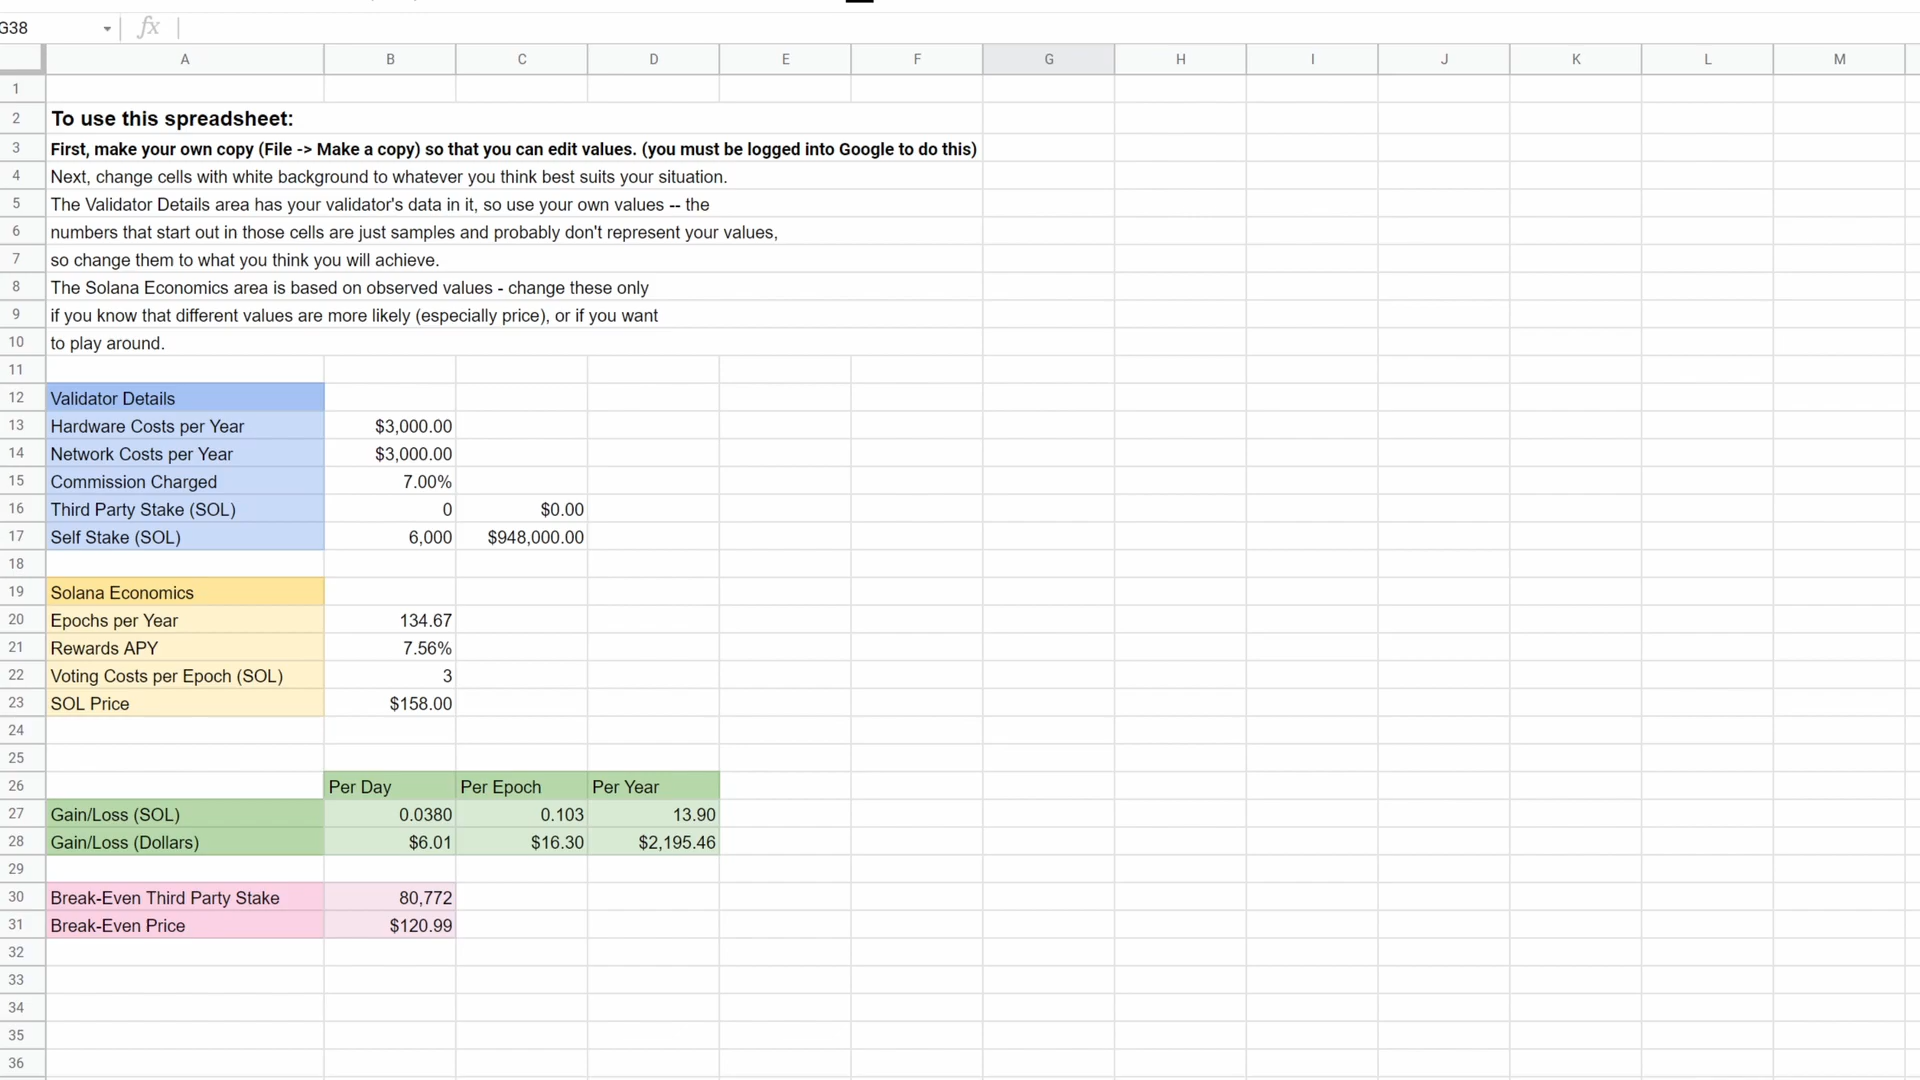 G38 fx
A B C D E F G H I J K L M
1
2 To use this spreadsheet:
3 First, make your own copy (File -> Make a copy) so that you can edit values. (you must be logged into Google to do this)
4 Next, change cells with white background to whatever you think best suits your situation.
5 The Validator Details area has your validator's data in it, so use your own values -- the
6 numbers that start out in those cells are just samples and probably don't represent your values,
7 so change them to what you think you will achieve.
8 The Solana Economics area is based on observed values - change these only
9 if you know that different values are more likely (especially price), or if you want
10 to play around.
11
12 Validator Details
13 Hardware Costs per Year $3,000.00
14 Network Costs per Year $3,000.00
15 Commission Charged 7.00%
16 Third Party Stake (SOL) 0 $0.00
17 Self Stake (SOL) 6,000 $948,000.00
18
19 Solana Economics
20 Epochs per Year 134.67
21 Rewards APY 7.56%
22 Voting Costs per Epoch (SOL) 3
23 SOL Price $158.00
24
25
26 Per Day Per Epoch Per Year
27 Gain/Loss (SOL) 0.0380 0.103 13.90
28 Gain/Loss (Dollars) $6.01 $16.30 $2,195.46
29
30 Break-Even Third Party Stake 80,772
31 Break-Even Price $120.99
32
33
34
35
36